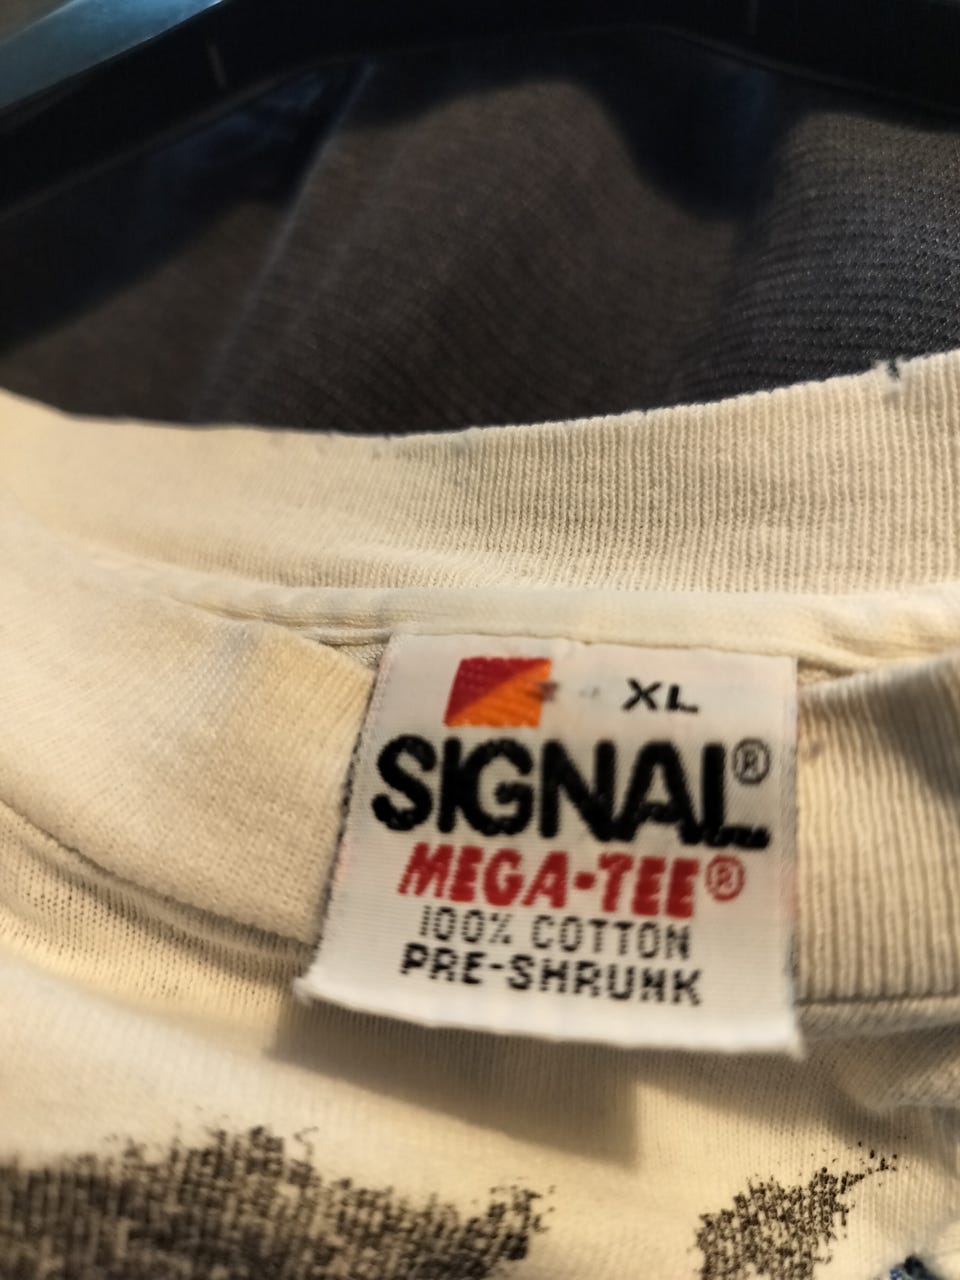 XL
SIGNAL®
MEGA-TEE®
100% COTTON
PRE-SHRUNK